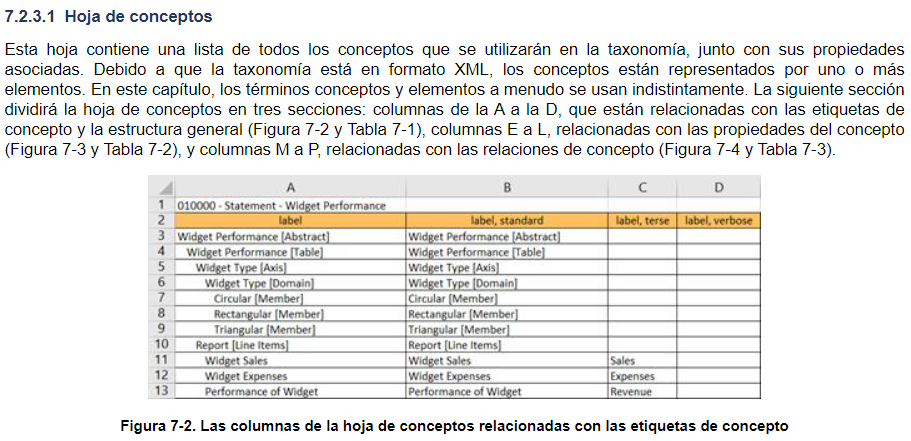 7.2.3.1 Hoja de conceptos
Esta hoja contiene una lista de todos los conceptos que se utilizarán en la taxonomía, junto con sus propiedades
asociadas. Debido a que la taxonomía está en formato XML, los conceptos están representados por uno o más
elementos. En este capítulo, los términos conceptos y elementos a menudo se usan indistintamente. La siguiente sección
dividirá la hoja de conceptos en tres secciones: columnas de la A a la D, que están relacionadas con las etiquetas de
concepto y la estructura general (Figura 7-2 y Tabla 7-1), columnas E a L, relacionadas con las propiedades del concepto
(Figura 7-3 y Tabla 7-2), y columnas M a P, relacionadas con las relaciones de concepto (Figura 7-4 y Tabla 7-3).
A B C D
1 010000 - Statement - Widget Performance
2 label label, standard label, terse label, verbose
3 Widget Performance [Abstract] Widget Performance [Abstract]
4 Widget Performance [Table] Widget Performance [Table]
5 Widget Type [Axis] Widget Type [Axis]
6 Widget Type [Domain] Widget Type [Domain]
7 Circular [Member] Circular [Member]
8 Rectangular [Member] Rectangular [Member]
9 Triangular [Member] Triangular [Member]
10 Report [Line Items] Report [Line Items]
11 Widget Sales Widget Sales Sales
12 Widget Expenses Widget Expenses Expenses
13 Performance of Widget Performance of Widget Revenue
Figura 7-2. Las columnas de la hoja de conceptos relacionadas con las etiquetas de concepto